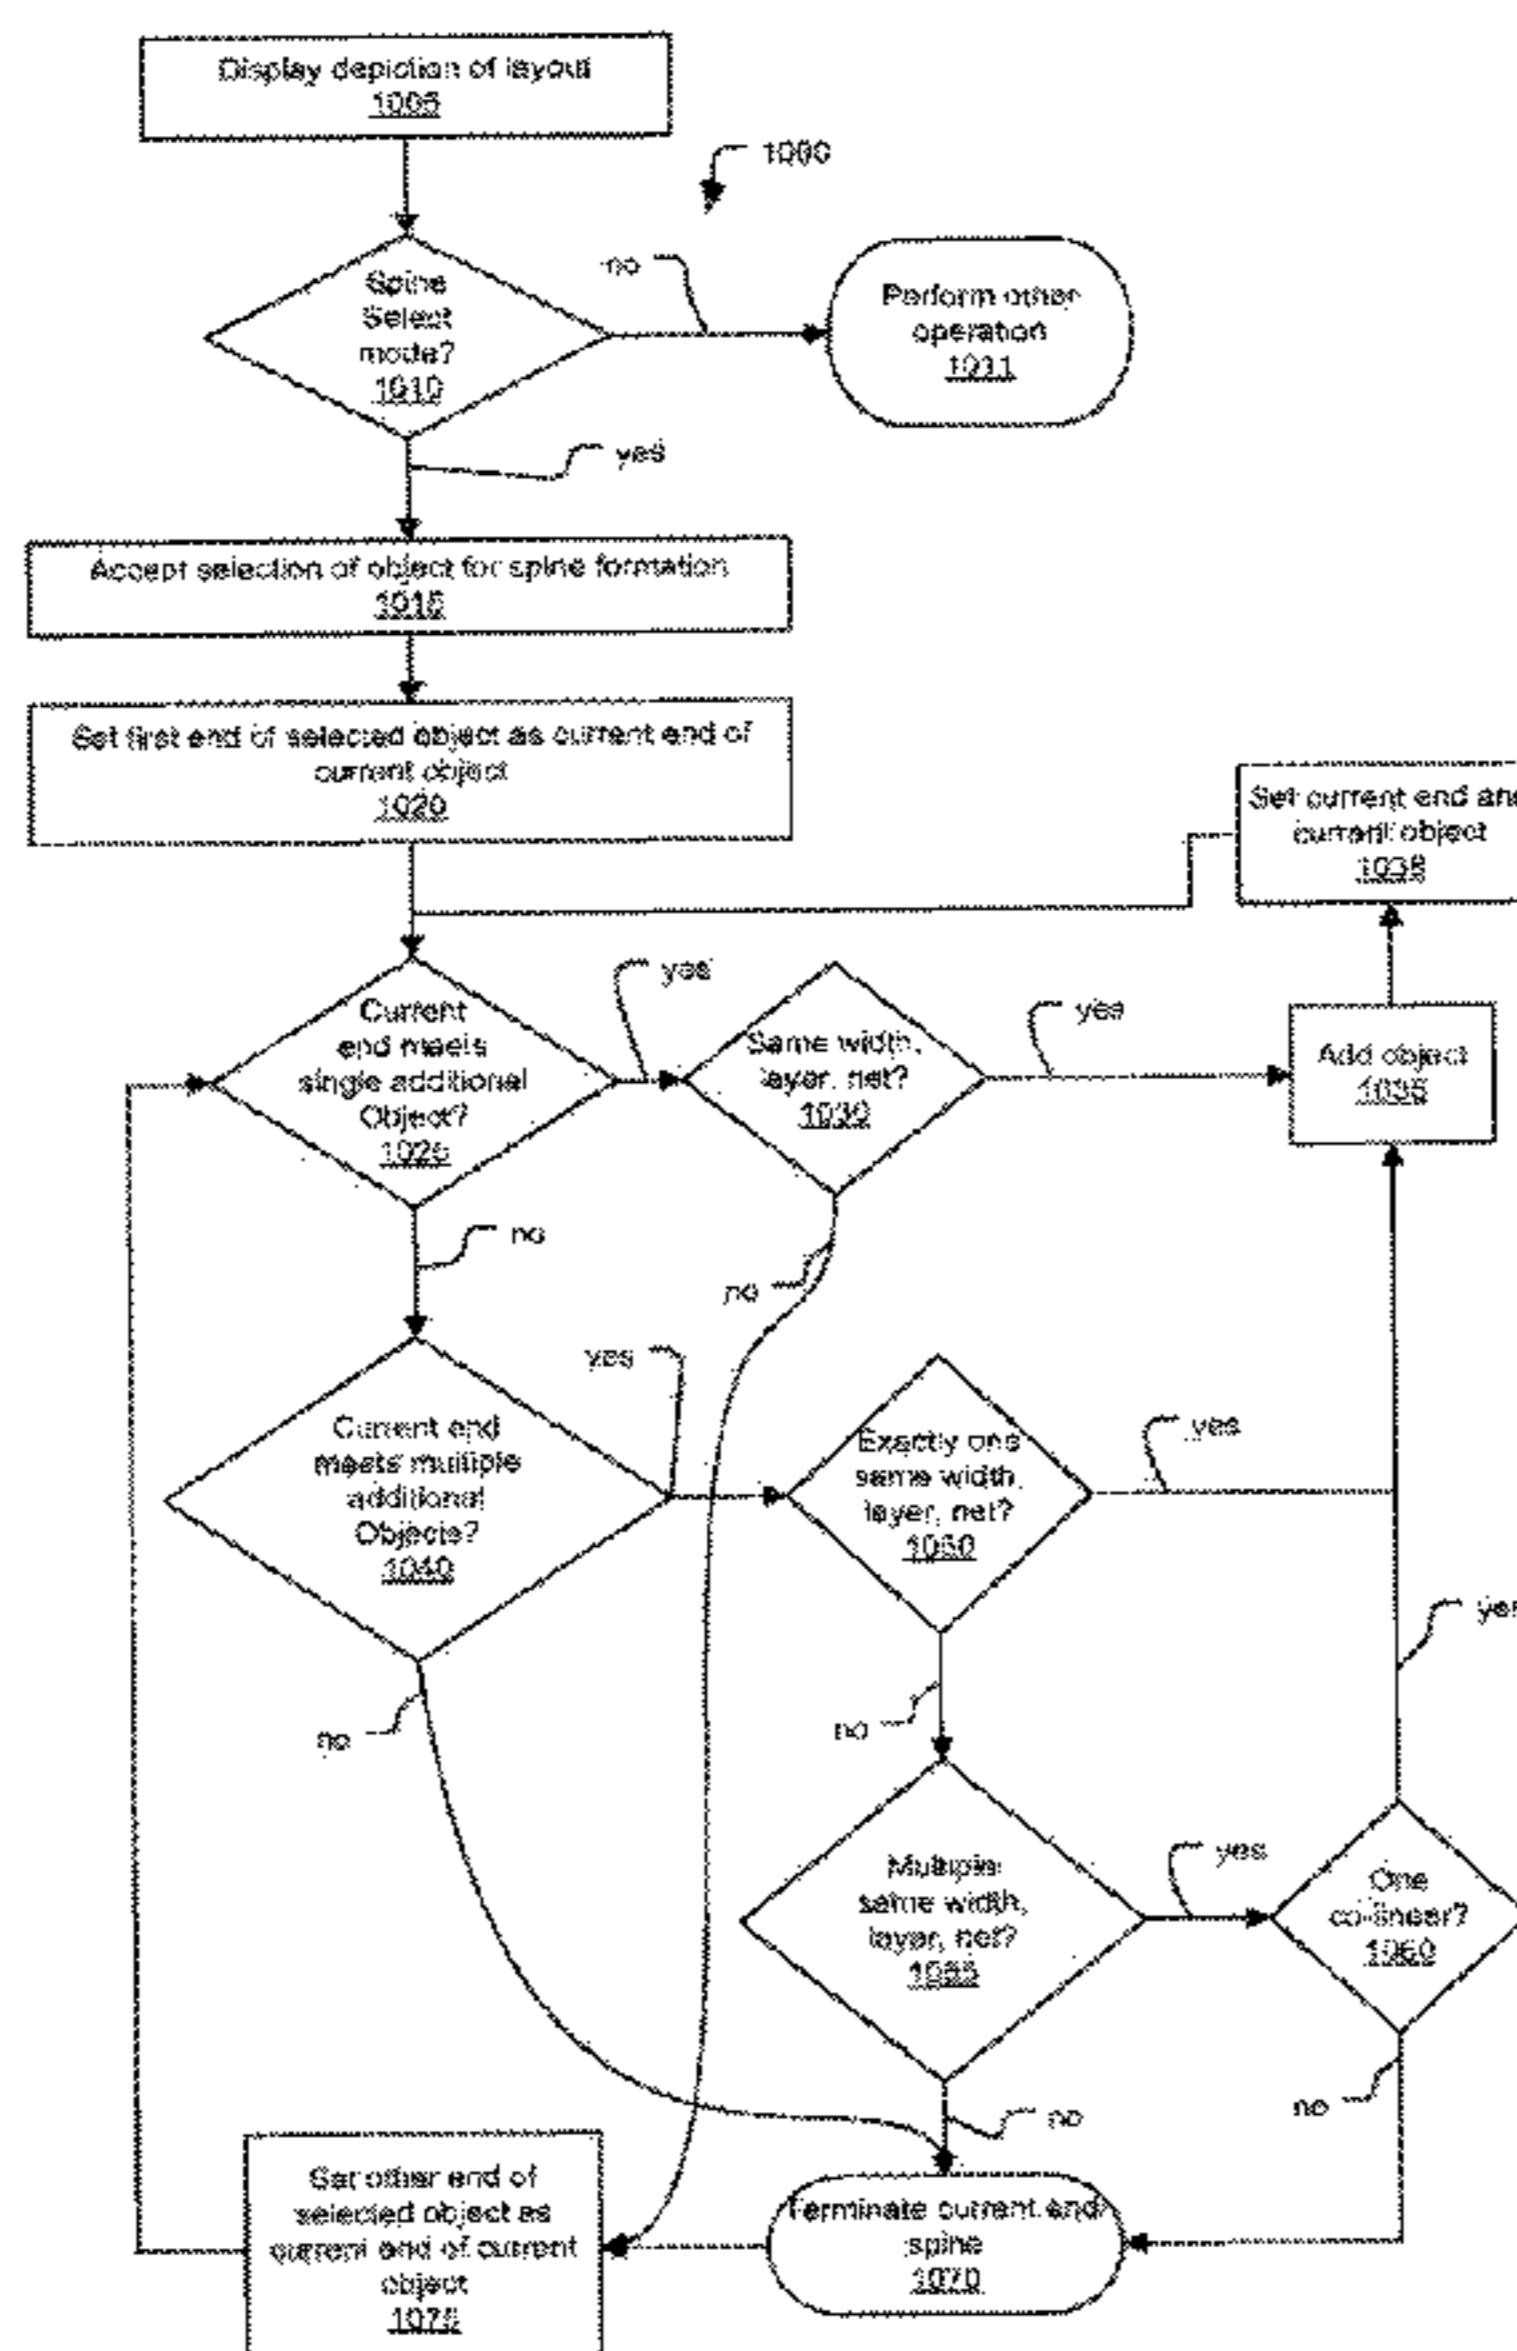 Display depiction of layout
1005
1000
Spine
Select
mode?
1010
no
Perform other
operation
1011
yes
Accept selection of object for spine formation
1015
Set first end of selected object as current end of
current object
1020
Set current end and
current object
1038
Current
end meets
single additional
Object?
1025
yes
Same width,
layer, net?
1030
yes
Add object
1035
no
no
Current end
meets multiple
additional
Objects?
1040
yes
Exactly one
same width,
layer, net?
1050
yes
yes
no
no
Multiple
same width,
layer, net?
1055
yes
One
co-linear?
1060
no
no
Set other end of
selected object as
current end of current
object
1075
Terminate current end/
spine
1070